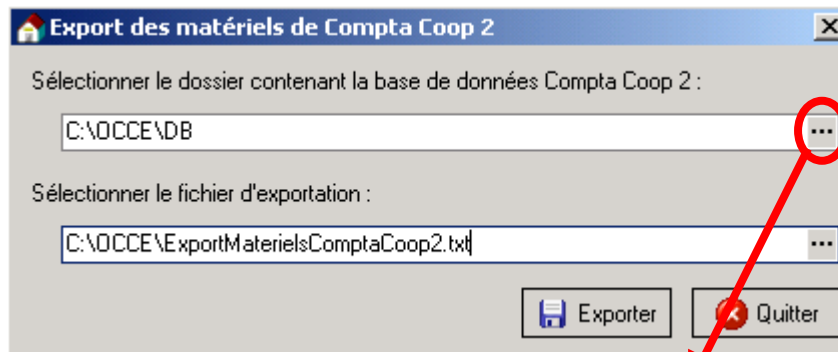 Export des matériels de Compta Coop 2
Sélectionner le dossier contenant la base de données Compta Coop 2 :
C:\OCCE\DB
...
Sélectionner le fichier d'exportation :
C:\OCCE\ExportMaterielsComptaCoop2.txt
...
Exporter
Quitter